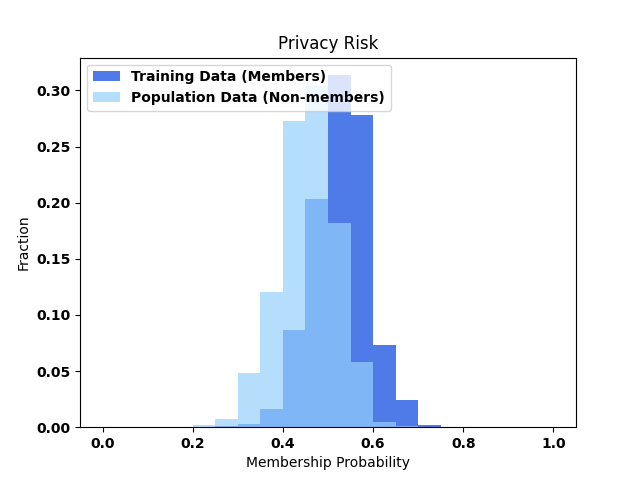 Privacy Risk
Training Data (Members)
Population Data (Non-members)
0.30
0.25
0.20
0.15
0.10
0.05
0.00
Fraction
0.0 0.2 0.4 0.6 0.8 1.0
Membership Probability